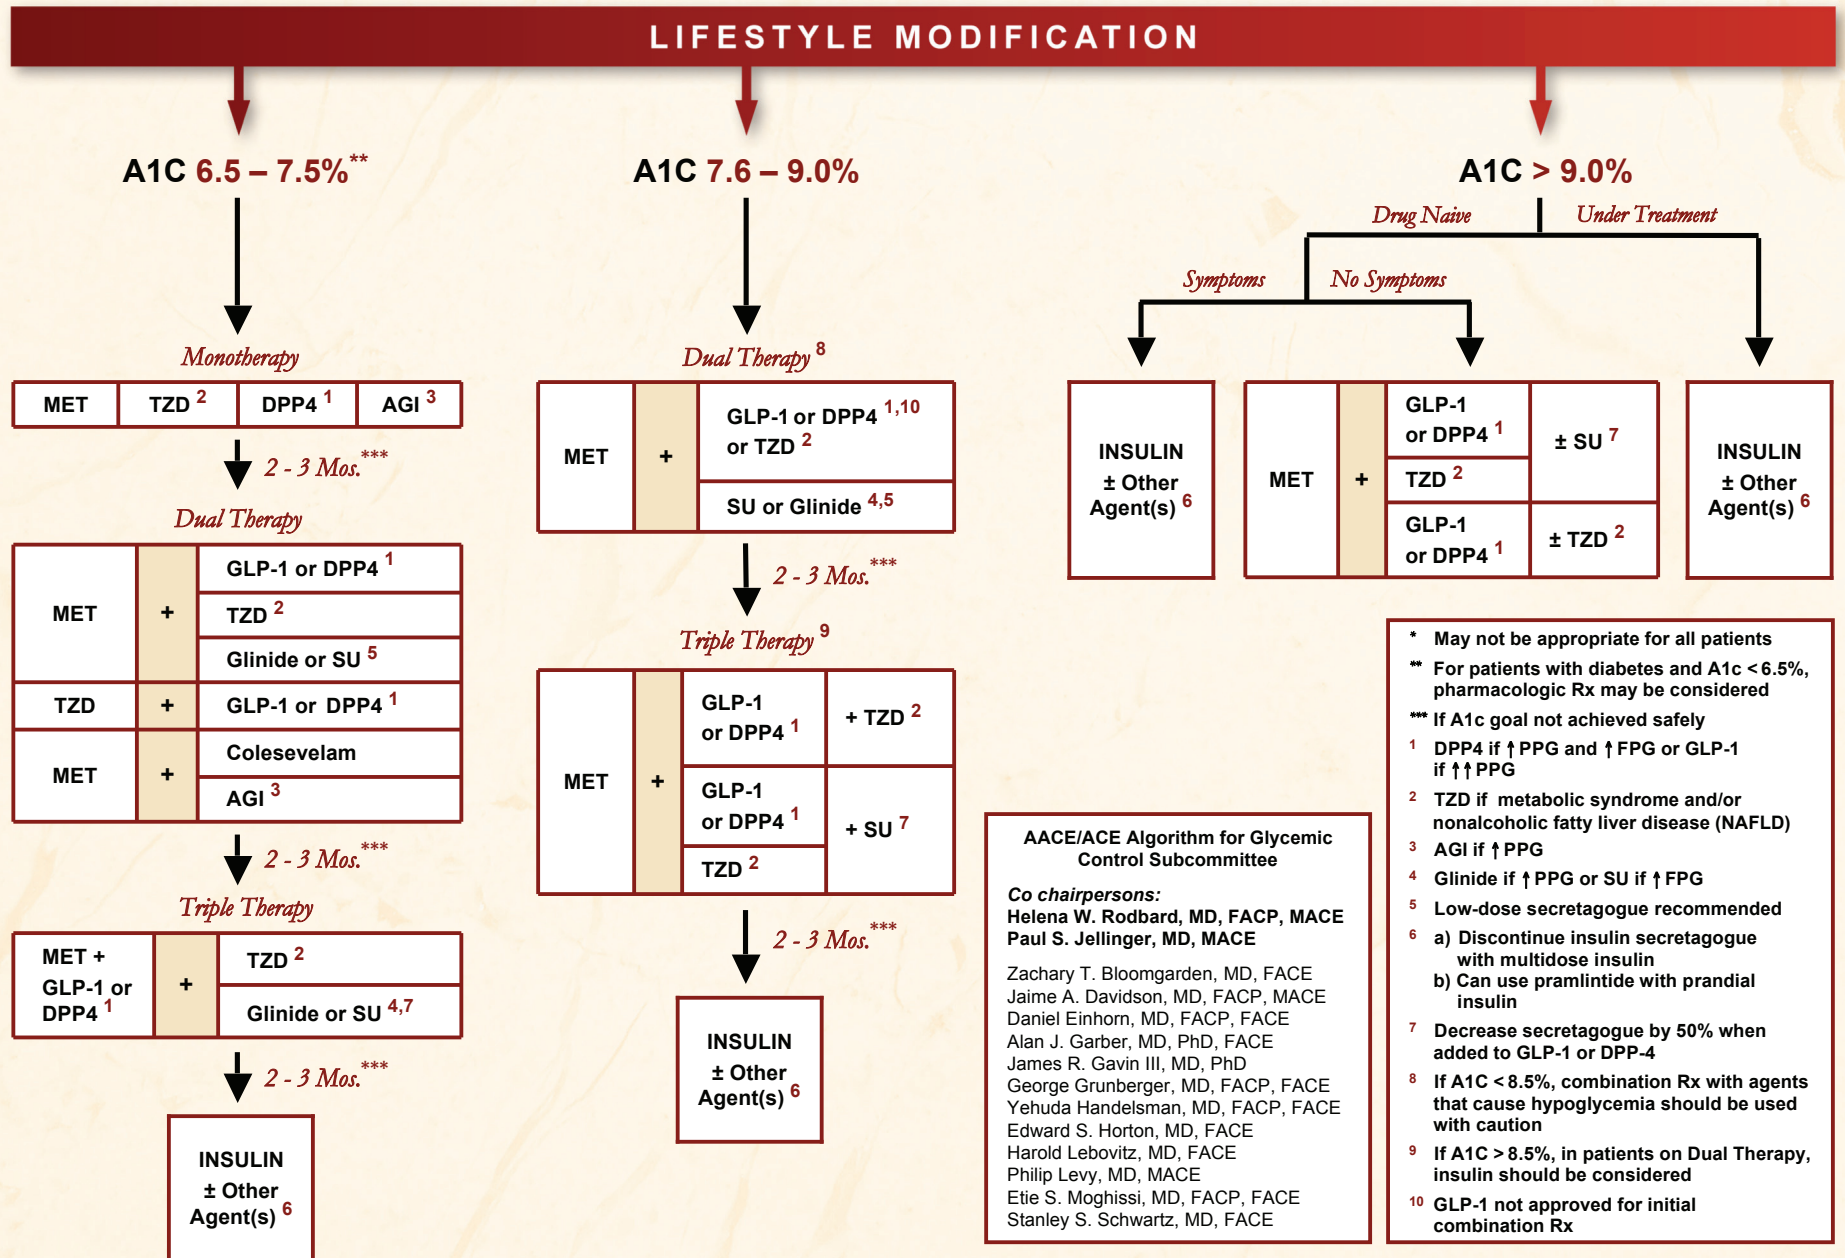 LIFESTYLE MODIFICATION
A1C 6.5 – 7.5%**
Monotherapy
MET
TZD 2
DPP4 1
AGI 3
2 - 3 Mos.***
Dual Therapy
MET
+
GLP-1 or DPP4 1
TZD 2
Glinide or SU 5
TZD
+
GLP-1 or DPP4 1
MET
+
Colesevelam
AGI 3
2 - 3 Mos.***
Triple Therapy
MET +
GLP-1 or
DPP4 1
+
TZD 2
Glinide or SU 4,7
2 - 3 Mos.***
INSULIN
± Other
Agent(s) 6
A1C 7.6 – 9.0%
Dual Therapy 8
MET
+
GLP-1 or DPP4 1,10
or TZD 2
SU or Glinide 4,5
2 - 3 Mos.***
Triple Therapy 9
MET
+
GLP-1
or DPP4 1
+ TZD 2
GLP-1
or DPP4 1
TZD 2
+ SU 7
2 - 3 Mos.***
INSULIN
± Other
Agent(s) 6
A1C > 9.0%
Drug Naive
Under Treatment
Symptoms
No Symptoms
INSULIN
± Other
Agent(s) 6
MET
+
GLP-1
or DPP4 1
TZD 2
± SU 7
GLP-1
or DPP4 1
± TZD 2
INSULIN
± Other
Agent(s) 6
AACE/ACE Algorithm for Glycemic
Control Subcommittee
Co chairpersons:
Helena W. Rodbard, MD, FACP, MACE
Paul S. Jellinger, MD, MACE
Zachary T. Bloomgarden, MD, FACE
Jaime A. Davidson, MD, FACP, MACE
Daniel Einhorn, MD, FACP, FACE
Alan J. Garber, MD, PhD, FACE
James R. Gavin III, MD, PhD
George Grunberger, MD, FACP, FACE
Yehuda Handelsman, MD, FACP, FACE
Edward S. Horton, MD, FACE
Harold Lebovitz, MD, FACE
Philip Levy, MD, MACE
Etie S. Moghissi, MD, FACP, FACE
Stanley S. Schwartz, MD, FACE
* May not be appropriate for all patients
** For patients with diabetes and A1c < 6.5%,
pharmacologic Rx may be considered
*** If A1c goal not achieved safely
1 DPP4 if ↑ PPG and ↑ FPG or GLP-1
if ↑↑ PPG
2 TZD if metabolic syndrome and/or
nonalcoholic fatty liver disease (NAFLD)
3 AGI if ↑ PPG
4 Glinide if ↑ PPG or SU if ↑ FPG
5 Low-dose secretagogue recommended
6 a) Discontinue insulin secretagogue
with multidose insulin
b) Can use pramlintide with prandial
insulin
7 Decrease secretagogue by 50% when
added to GLP-1 or DPP-4
8 If A1C < 8.5%, combination Rx with agents
that cause hypoglycemia should be used
with caution
9 If A1C > 8.5%, in patients on Dual Therapy,
insulin should be considered
10 GLP-1 not approved for initial
combination Rx